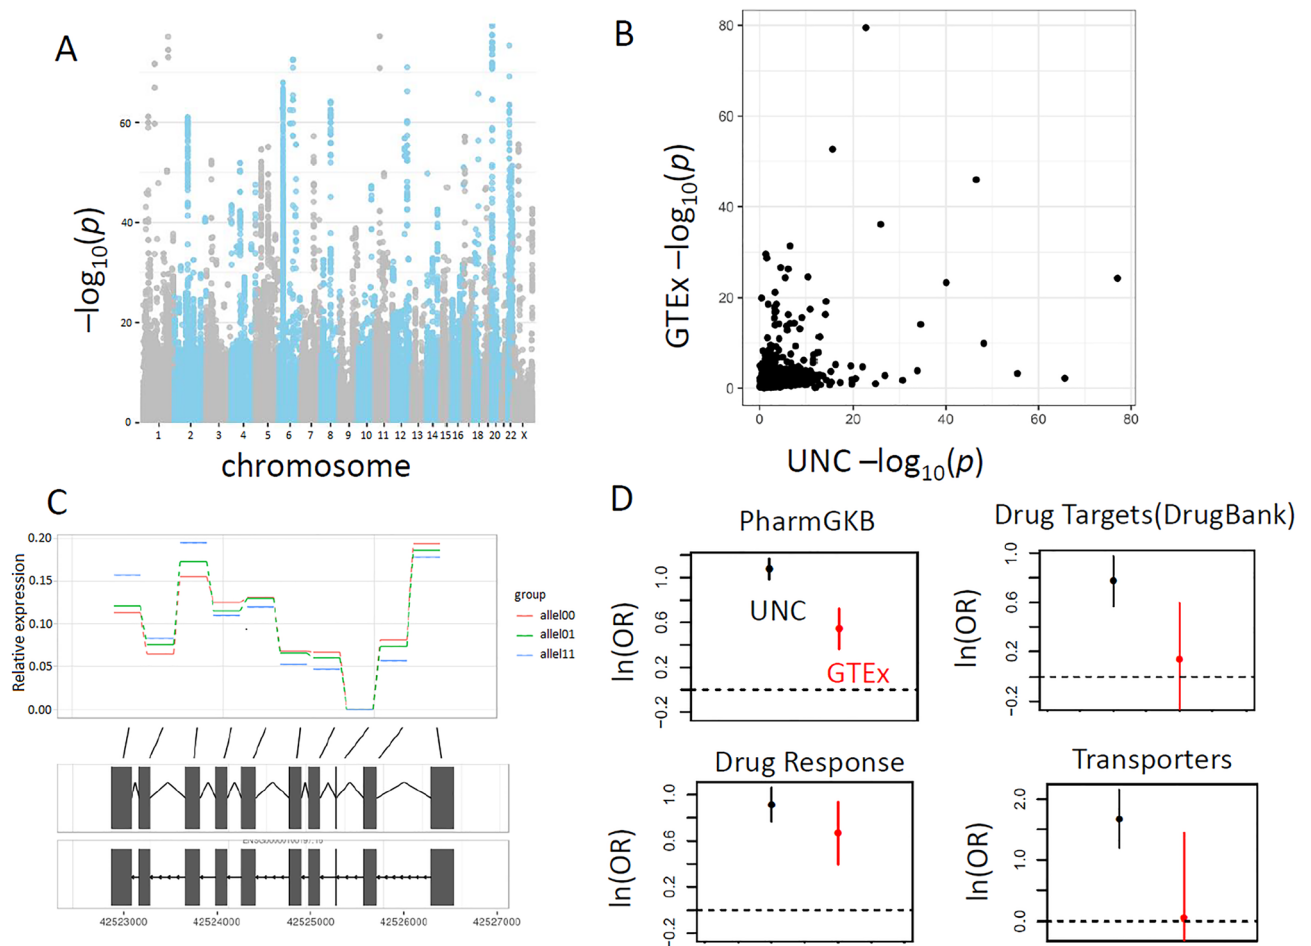 A
−log10(p)
60
40
20
0
1 2 3 4 5 6 7 8 9 10 11 12 13 14 15 16 18 20 22 X
chromosome
B
GTEx −log10(p)
80
60
40
20
0
0 20 40 60 80
UNC −log10(p)
C
Relative expression
0.20
0.15
0.10
0.05
0.00
group
allel00
allel01
allel11
42523000 42524000 42525000 42526000 42527000
D
PharmGKB
ln(OR)
1.0
0.6
0.2
−0.2
UNC
GTEx
Drug Targets(DrugBank)
ln(OR)
1.0
0.6
0.2
−0.2
Drug Response
ln(OR)
1.0
0.6
0.2
−0.2
Transporters
ln(OR)
2.0
1.0
0.0